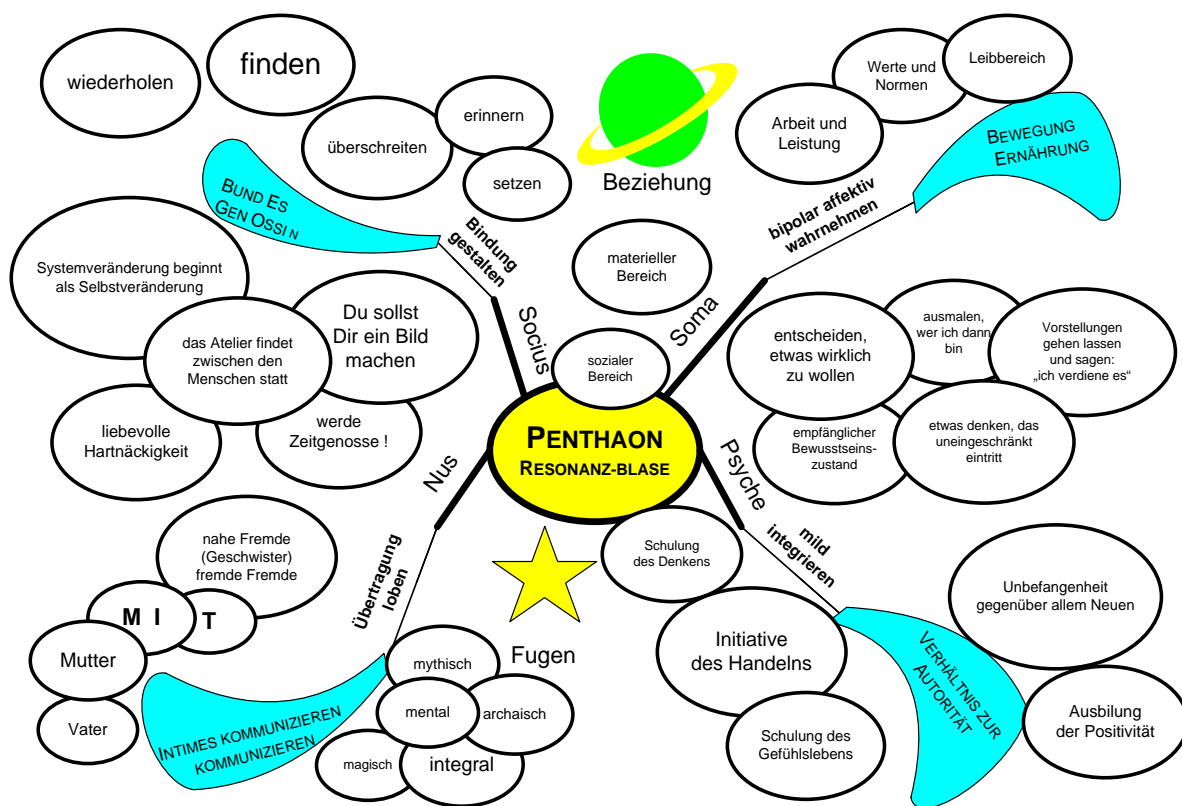 wiederholen
finden
überschreiten
erinnern
setzen
BUND ES
GEN OSSI N
Bindung
gestalten
Socius
Beziehung
materieller
Bereich
sozialer
Bereich
Soma
bipolar affektiv
wahrnehmen
Arbeit und
Leistung
Werte und
Normen
Leibbereich
BEWEGUNG
ERNÄHRUNG
Systemveränderung beginnt
als Selbstveränderung
das Atelier findet
zwischen den
Menschen statt
Du sollst
Dir ein Bild
machen
liebevolle
Hartnäckigkeit
werde
Zeitgenosse !
PENTHAON
RESONANZ-BLASE
entscheiden,
etwas wirklich
zu wollen
ausmalen,
wer ich dann
bin
Vorstellungen
gehen lassen
und sagen:
„ich verdiene es“
empfänglicher
Bewusstseins-
zustand
etwas denken, das
uneingeschränkt
eintritt
Nus
Übertragung
loben
nahe Fremde
(Geschwister)
fremde Fremde
M I T
Mutter
Vater
INTIMES KOMMUNIZIEREN
KOMMUNIZIEREN
mythisch
mental
archaisch
magisch
integral
Fugen
Psyche
mild
integrieren
Schulung
des Denkens
Initiative
des Handelns
Schulung des
Gefühlslebens
VERHÄLTNIS ZUR
AUTORITÄT
Unbefangenheit
gegenüber allem Neuen
Ausbilung
der Positivität